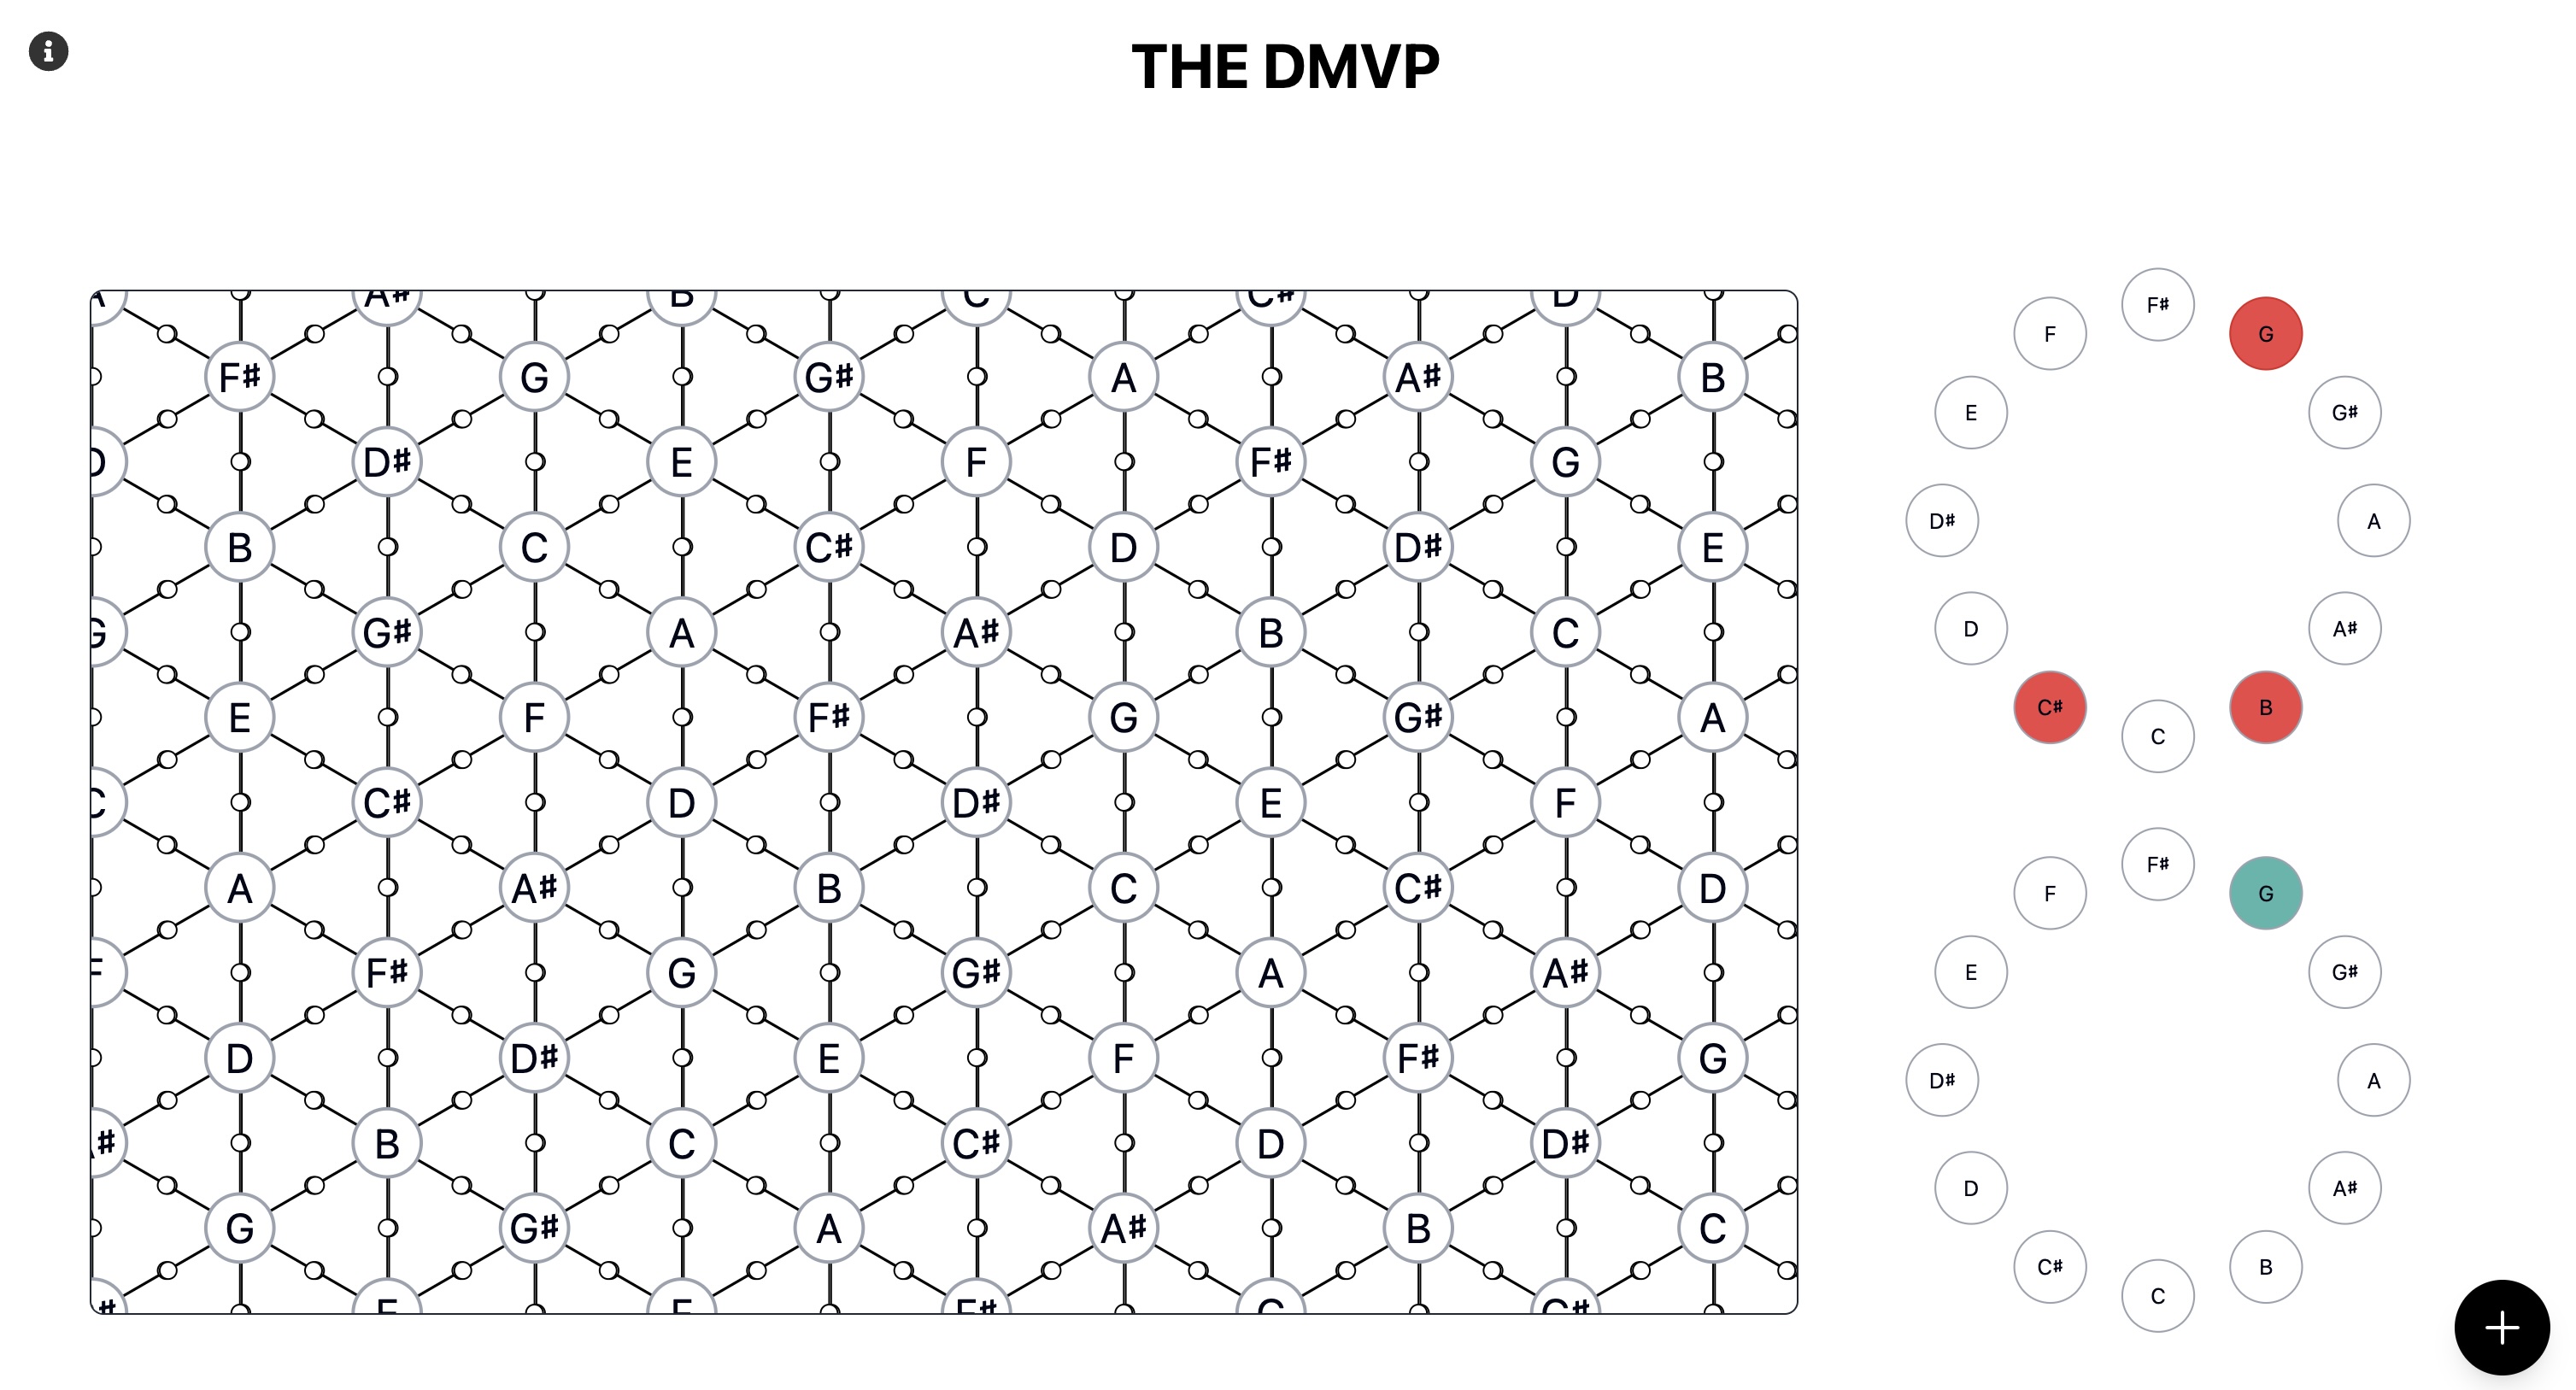 THE DMVP
A A# B C C# D
F# G G# A A# B
D D# E F F# G
B C C# D D# E
G G# A A# B C
E F F# G G# A
C C# D D# E F
A A# B C C# D
F F# G G# A A#
D D# E F F# G
# B C C# D D#
G G# A A# B C
# F#
F#
F G
E G#
D# A
D A#
C# B
C
F#
F G
E G#
D# A
D A#
C# B
C